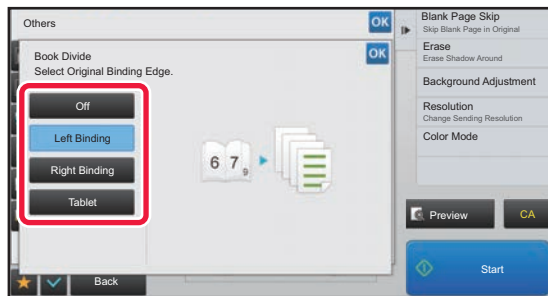 Others
OK
Book Divide
Select Original Binding Edge.
OK
Off
Left Binding
Right Binding
Tablet
6 7 9
Back
Blank Page Skip
Skip Blank Page in Original
Erase
Erase Shadow Around
Background Adjustment
Resolution
Change Sending Resolution
Color Mode
Preview
CA
Start